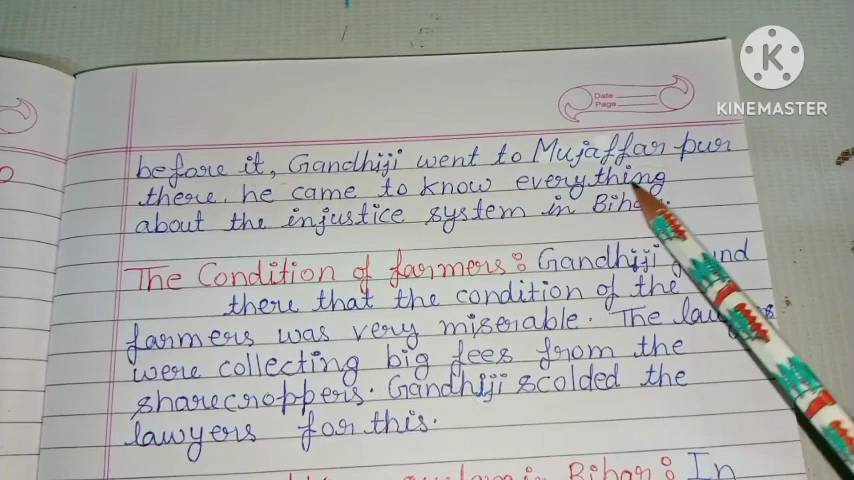 K
KINEMASTER
Date
Page
before it, Gandhiji went to Mujaffar pur
there. he came to know everything
about the injustice system in
The Condition of farmers: Gandhiji
there that the condition of the
farmers was very miserable. The
were collecting big fees from the
sharecroppers. Gandhiji scolded the
lawyers for this.
in Bihar: In